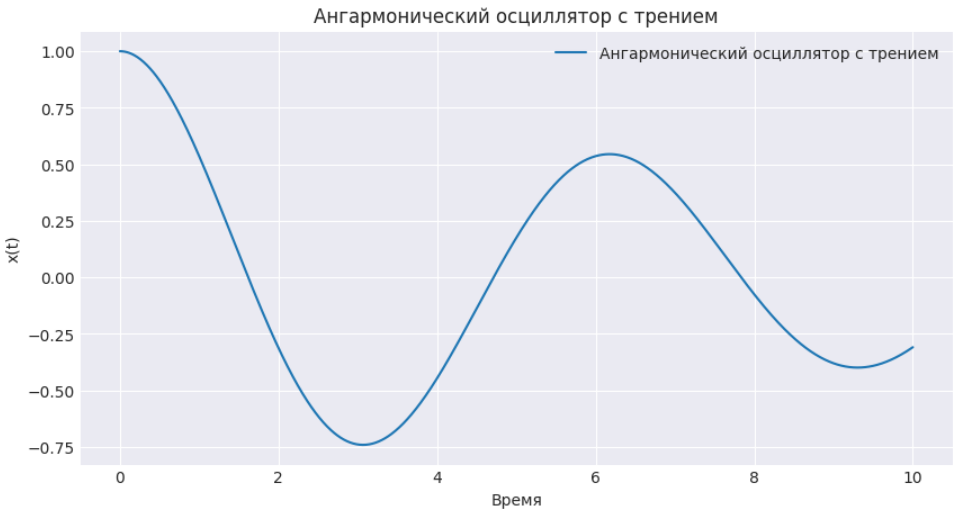 Ангармонический осциллятор с трением
Ангармонический осциллятор с трением
1.00
0.75
0.50
0.25
0.00
−0.25
−0.50
−0.75
x(t)
0 2 4 6 8 10
Время